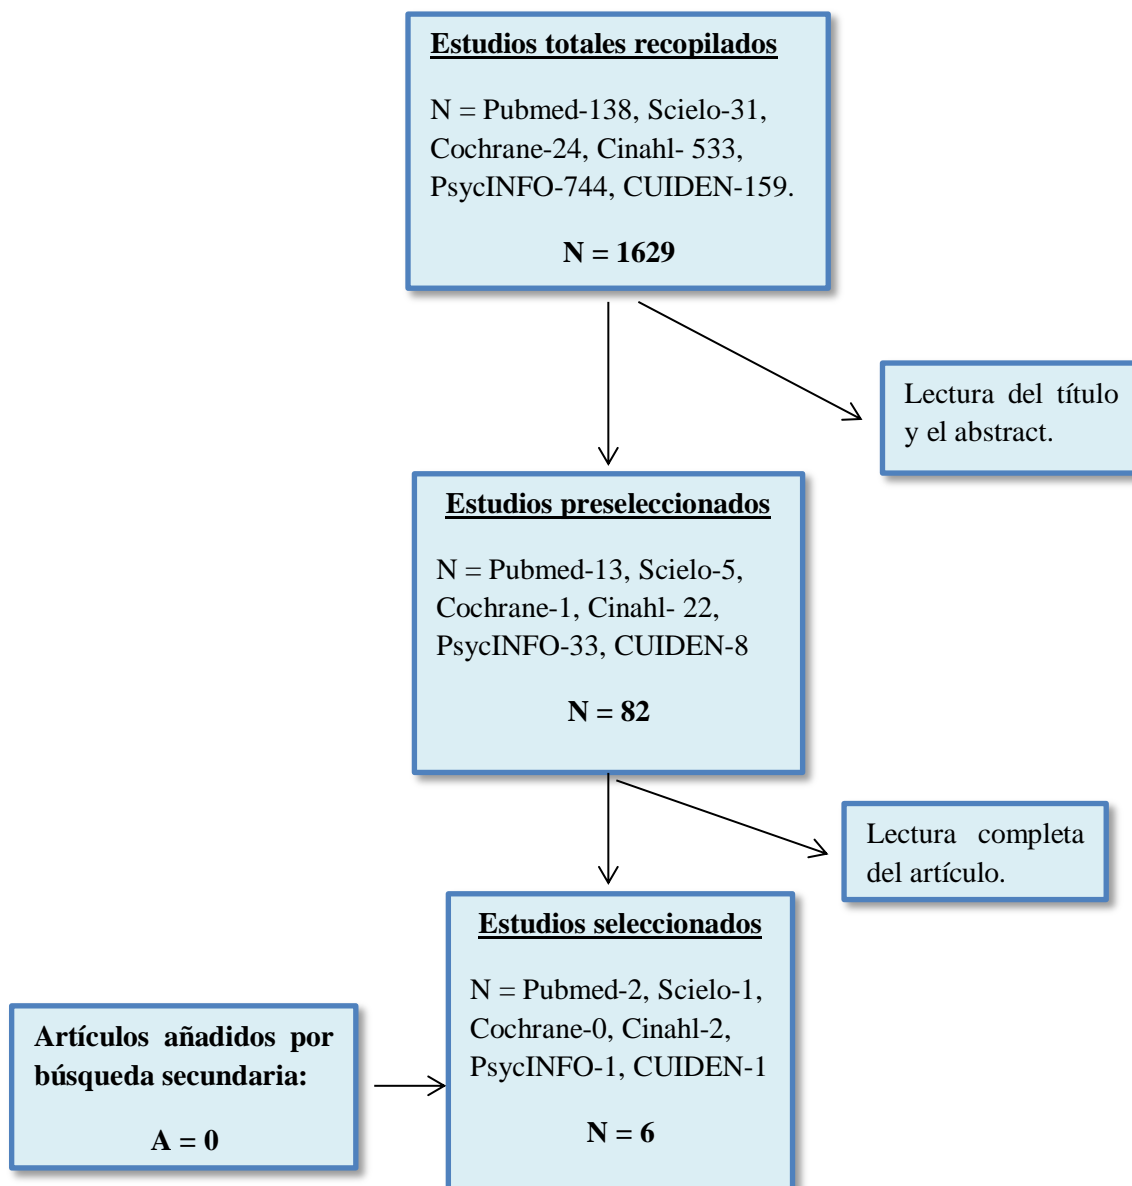 Estudios totales recopilados
N = Pubmed-138, Scielo-31,
Cochrane-24, Cinahl- 533,
PsycINFO-744, CUIDEN-159.
N = 1629
Lectura del título
y el abstract.
Estudios preseleccionados
N = Pubmed-13, Scielo-5,
Cochrane-1, Cinahl- 22,
PsycINFO-33, CUIDEN-8
N = 82
Lectura completa
del artículo.
Estudios seleccionados
N = Pubmed-2, Scielo-1,
Cochrane-0, Cinahl-2,
PsycINFO-1, CUIDEN-1
N = 6
Artículos añadidos por
búsqueda secundaria:
A = 0